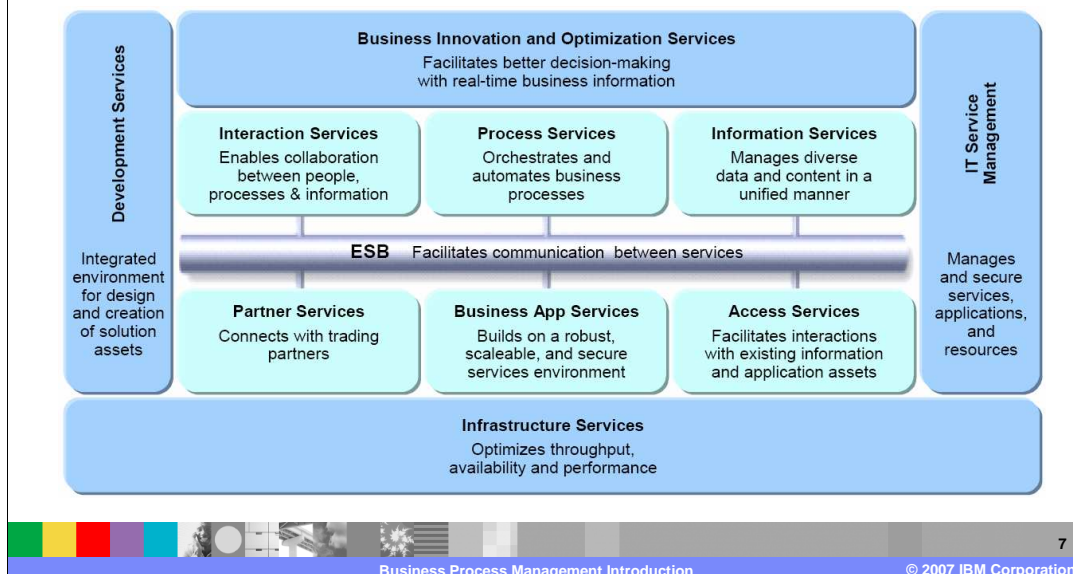 Development Services
Integrated
environment
for design
and creation
of solution
assets
Business Innovation and Optimization Services
Facilitates better decision-making
with real-time business information
Interaction Services
Enables collaboration
between people,
processes & information
Process Services
Orchestrates and
automates business
processes
Information Services
Manages diverse
data and content in a
unified manner
ESB Facilitates communication between services
Partner Services
Connects with trading
partners
Business App Services
Builds on a robust,
scaleable, and secure
services environment
Access Services
Facilitates interactions
with existing information
and application assets
IT Service
Management
Manages
and secure
services,
applications,
and
resources
Infrastructure Services
Optimizes throughput,
availability and performance
7
Business Process Management Introduction
© 2007 IBM Corporation